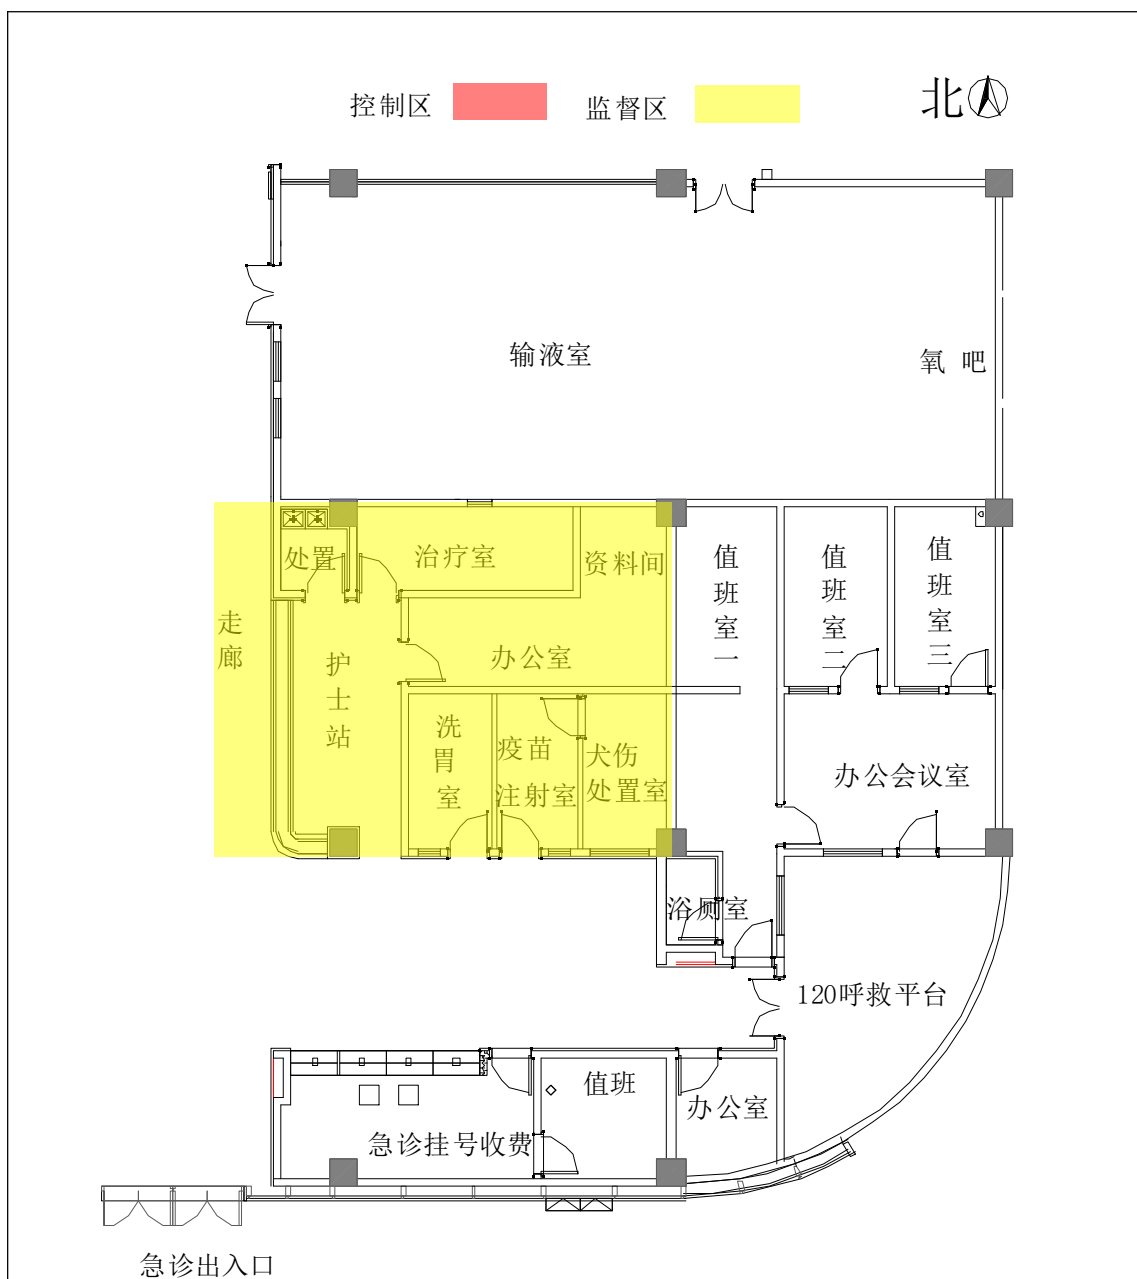 控制区
监督区
北
输液室
氧 吧
处置
治疗室
资料间
值班室一
值班室二
值班室三
走廊
护士站
办公室
洗胃室
疫苗
注射室
犬伤
处置室
办公会议室
浴厕室
120呼救平台
值班
办公室
急诊挂号收费
急诊出入口